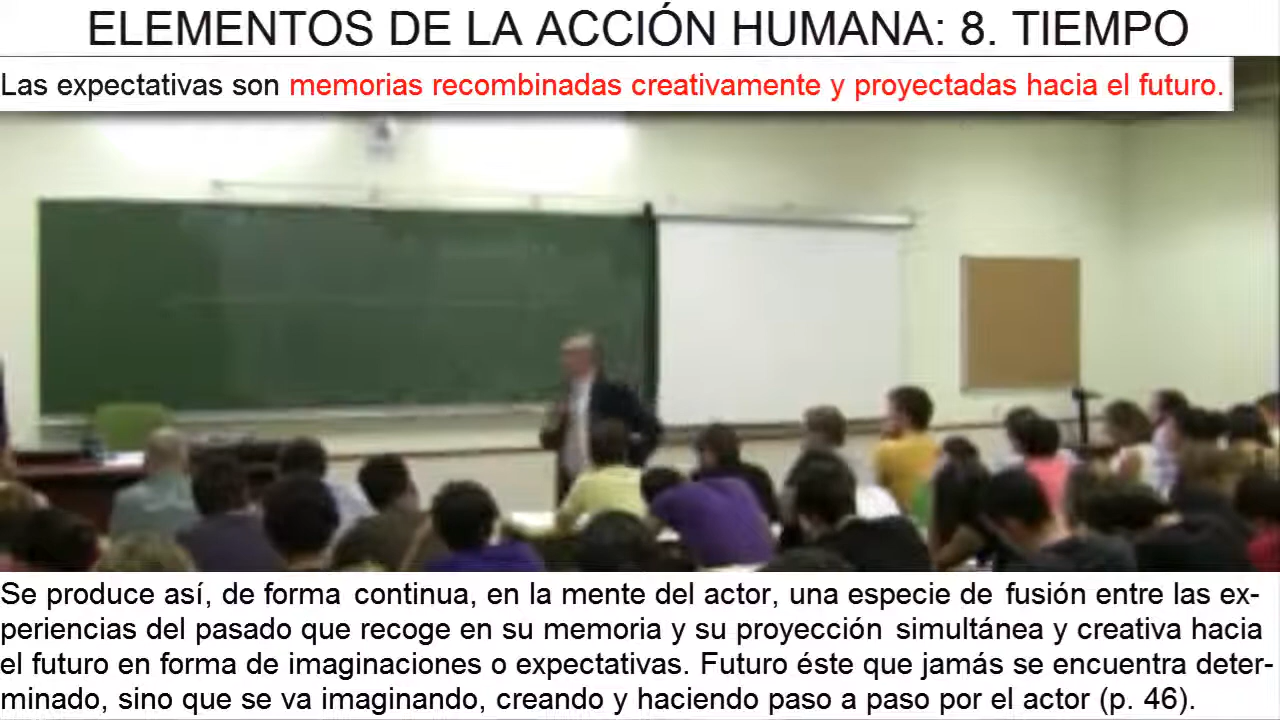 ELEMENTOS DE LA ACCIÓN HUMANA: 8. TIEMPO
Las expectativas son memorias recombinadas creativamente y proyectadas hacia el futuro.
Se produce así, de forma continua, en la mente del actor, una especie de fusión entre las ex-
periencias del pasado que recoge en su memoria y su proyección simultánea y creativa hacia
el futuro en forma de imaginaciones o expectativas. Futuro éste que jamás se encuentra deter-
minado, sino que se va imaginando, creando y haciendo paso a paso por el actor (p. 46).